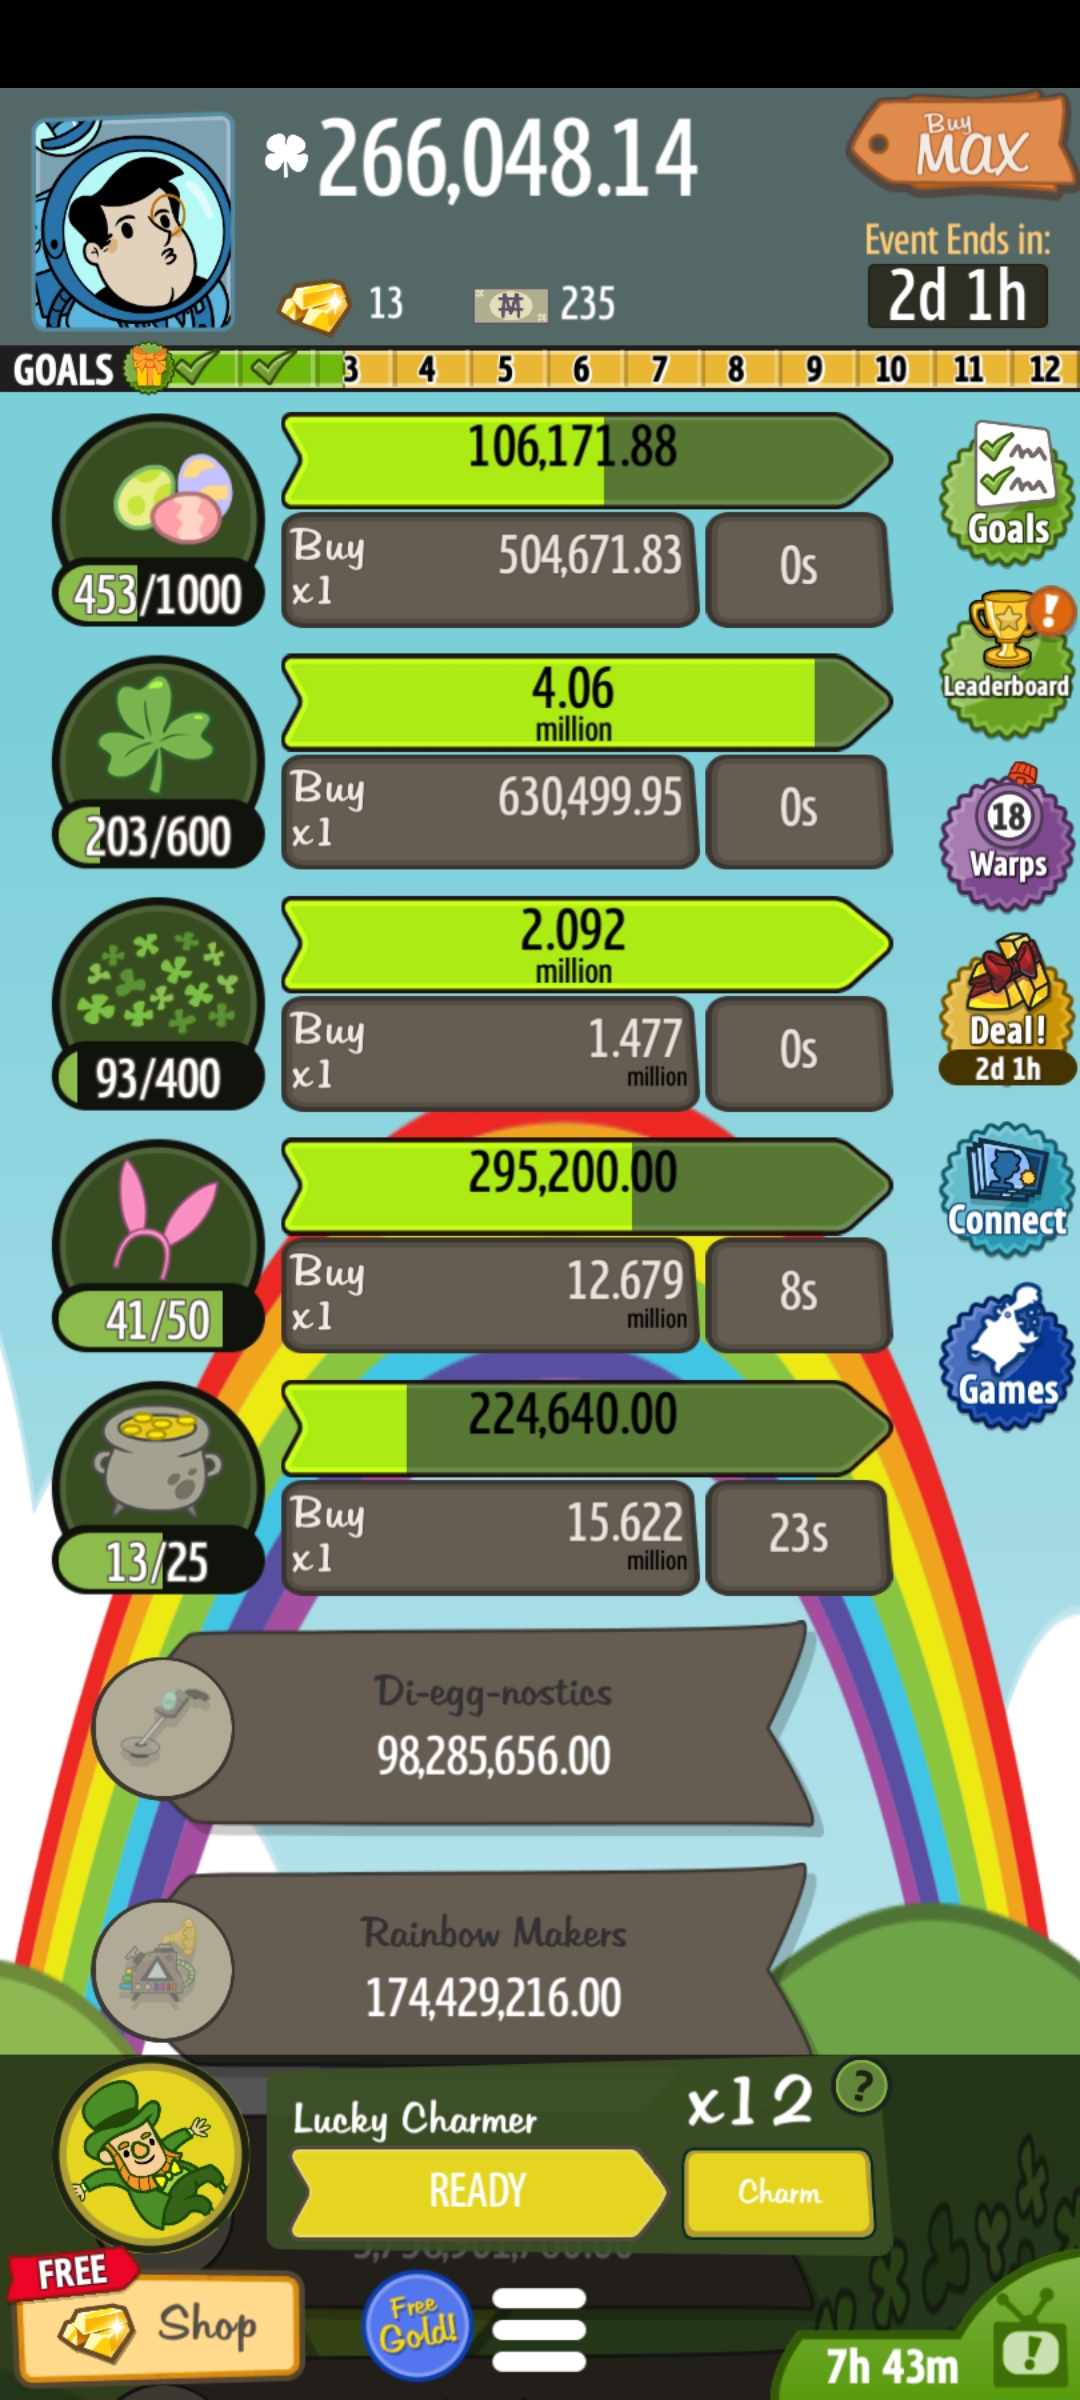 266,048.14
Buy
MAX
Event Ends in:
2d 1h
13
235
GOALS 3 4 5 6 7 8 9 10 11 12
106,171.88
Buy
x1
504,671.83
0s
453/1000
Goals
4.06
million
Buy
x1
630,499.95
0s
203/600
Leaderboard
18
Warps
2.092
million
Buy
x1
1.477
million
0s
93/400
Deal!
2d 1h
295,200.00
Buy
x1
12.679
million
8s
41/50
Connect
224,640.00
Buy
x1
15.622
million
23s
13/25
Games
Di-egg-nostics
98,285,656.00
Rainbow Makers
174,429,216.00
Lucky Charmer
x12
?
READY
Charm
FREE
Shop
Free
Gold!
7h 43m